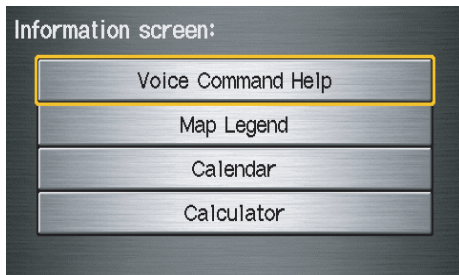 Information screen:
Voice Command Help
Map Legend
Calendar
Calculator